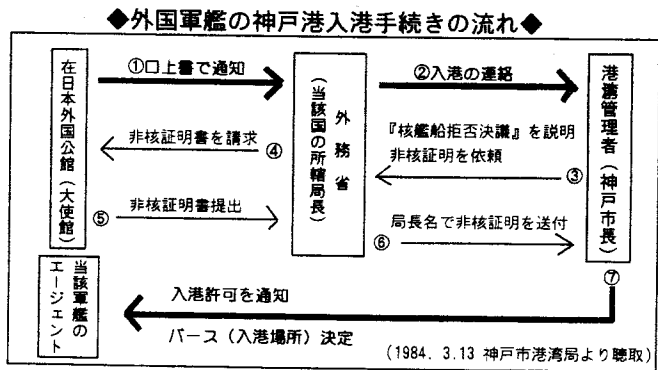 ◆外国軍艦の神戸港入港手続きの流れ◆
在日本外国公館(大使館)
①口上書で通知
外務省
(当該国の所轄局長)
②入港の連絡
港湾管理者(神戸市長)
非核証明書を請求
④
『核艦船拒否決議』を説明
非核証明を依頼
③
⑤
非核証明書提出
⑥
局長名で非核証明を送付
⑦
当該軍艦の
エージェント
入港許可を通知
バース(入港場所)決定
(1984. 3.13 神戸市港湾局より聴取)